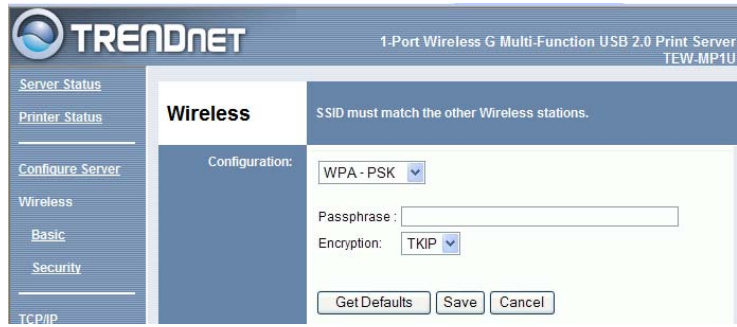 TRENDNET
1-Port Wireless G Multi-Function USB 2.0 Print Server
TEW-MP1U
Server Status
Printer Status
Configure Server
Wireless
Basic
Security
TCP/IP
Wireless
SSID must match the other Wireless stations.
Configuration:
WPA - PSK
Passphrase :
Encryption: TKIP
Get Defaults Save Cancel